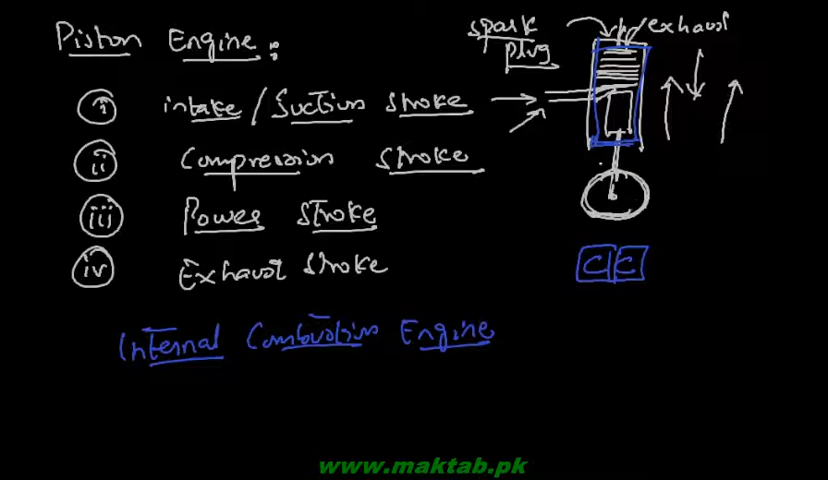 spark exhaust
Piston Engine: plug
i intake / Suction stroke
ii Compression stroke
iii Power stroke
iv Exhaust stroke
CC
Internal Combustion Engine
www.maktab.pk